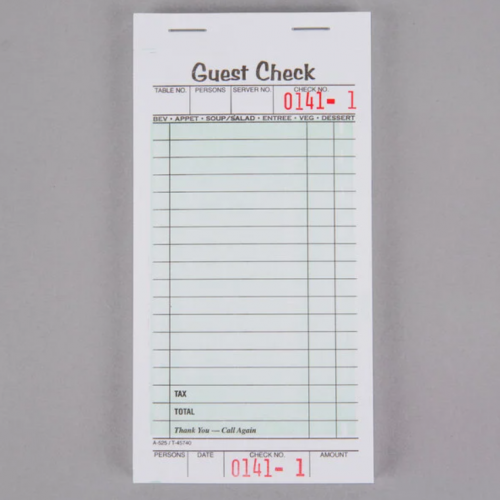 Guest Check
TABLE NO. PERSONS SERVER NO. CHECK NO.
0141- 1
BEV • APPET • SOUP/SALAD • ENTREE • VEG • DESSERT
TAX
TOTAL
Thank You — Call Again
A-525 / T-45740
PERSONS DATE CHECK NO. AMOUNT
0141- 1